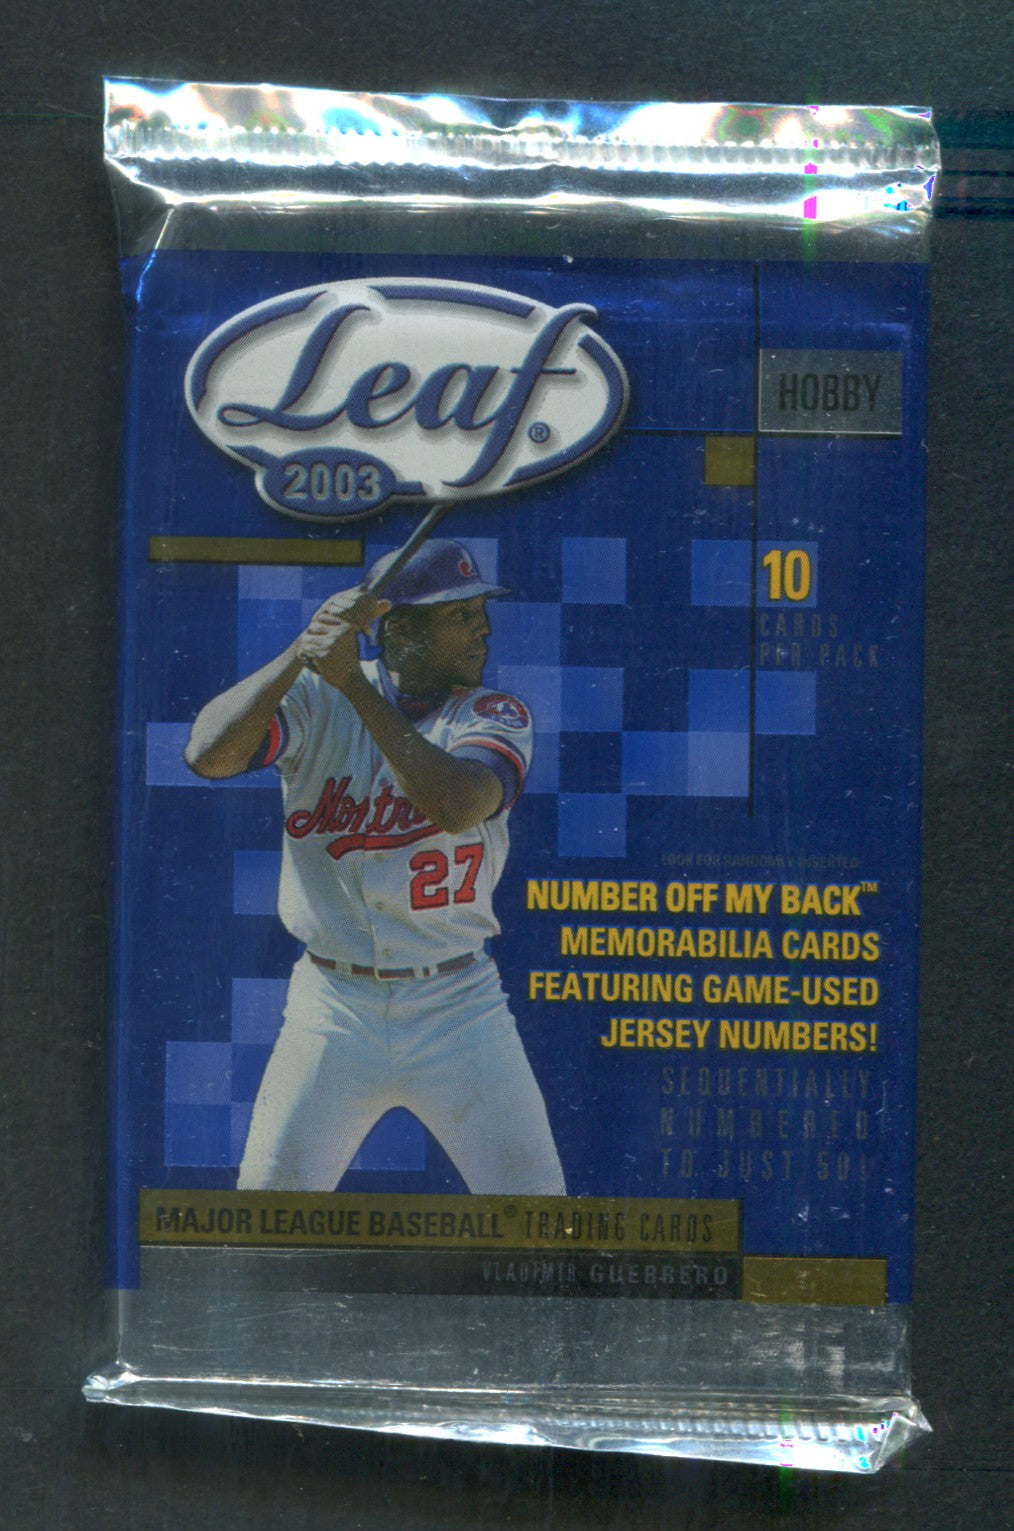 Leaf®
2003
HOBBY
10
CARDS
PER PACK
Montr
27
LOOK FOR RANDOMLY INSERTED
NUMBER OFF MY BACK™
MEMORABILIA CARDS
FEATURING GAME-USED
JERSEY NUMBERS!
SEQUENTIALLY
NUMBERED
TO JUST 50!
MAJOR LEAGUE BASEBALL® TRADING CARDS
VLADIMIR GUERRERO